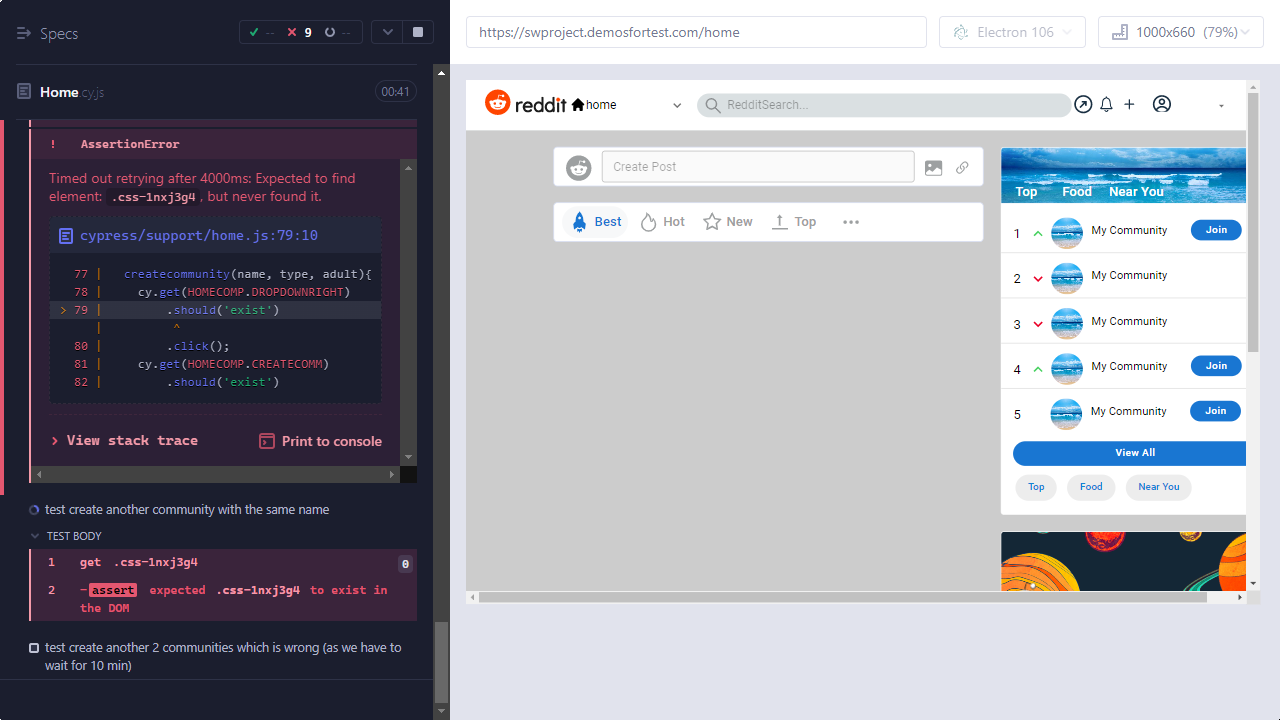 Specs
-- 9 --
Home.cy.js
00:41
! AssertionError
Timed out retrying after 4000ms: Expected to find
element: .css-1nxj3g4, but never found it.
cypress/support/home.js:79:10
77 | createcommunity(name, type, adult){
78 | cy.get(HOMECOMP.DROPDOWNRIGHT)
> 79 | .should('exist')
| ^
80 | .click();
81 | cy.get(HOMECOMP.CREATECOMM)
82 | .should('exist')
> View stack trace
Print to console
test create another community with the same name
TEST BODY
1 get .css-1nxj3g4 0
2 -assert expected .css-1nxj3g4 to exist in
the DOM
test create another 2 communities which is wrong (as we have to
wait for 10 min)
https://swproject.demosfortest.com/home
Electron 106
1000x660 (79%)
reddit home
RedditSearch...
Create Post
Best
Hot
New
Top
Top
Food
Near You
1 My Community Join
2 My Community
3 My Community
4 My Community Join
5 My Community Join
View All
Top
Food
Near You